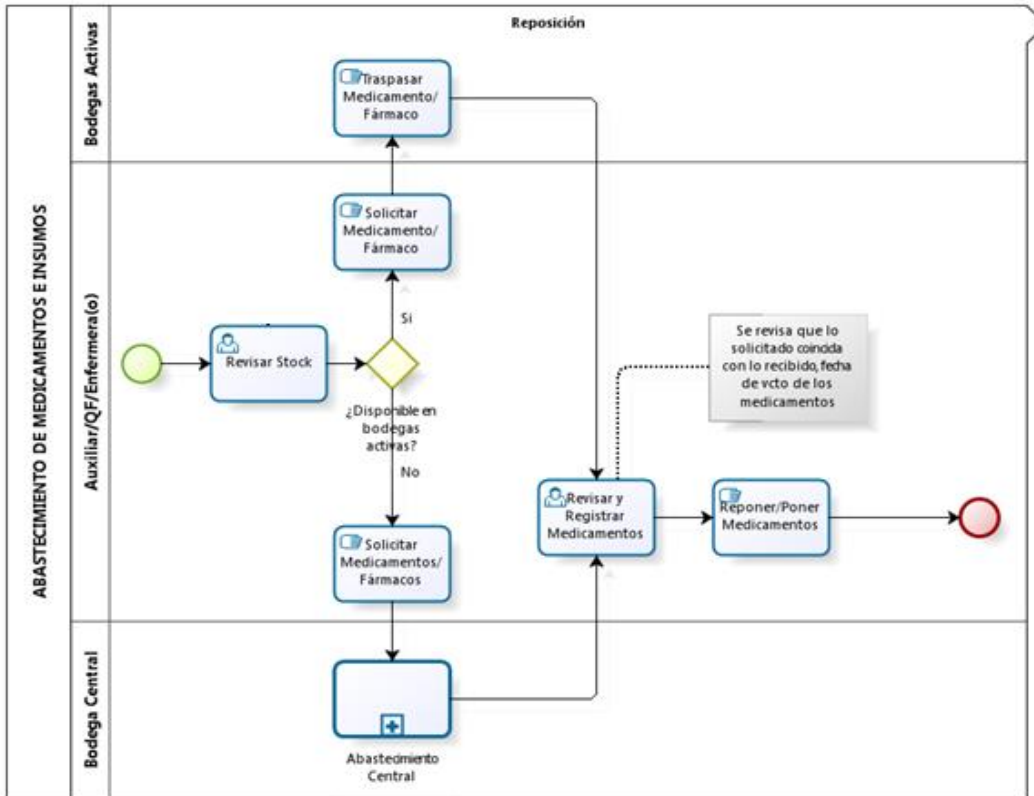 Reposición
ABASTECIMIENTO DE MEDICAMENTOS E INSUMOS
Bodegas Activas
Traspasar
Medicamento/
Fármaco
Auxiliar/QF/Enfermera(o)
Solicitar
Medicamento/
Fármaco
Si
Revisar Stock
¿Disponible en
bodegas
activas?
No
Solicitar
Medicamentos/
Fármacos
Se revisa que lo
solicitado coincida
con lo recibido, fecha
de vcto de los
medicamentos
Revisar y
Registrar
Medicamentos
Reponer/Poner
Medicamentos
Bodega Central
Abastecimiento
Central